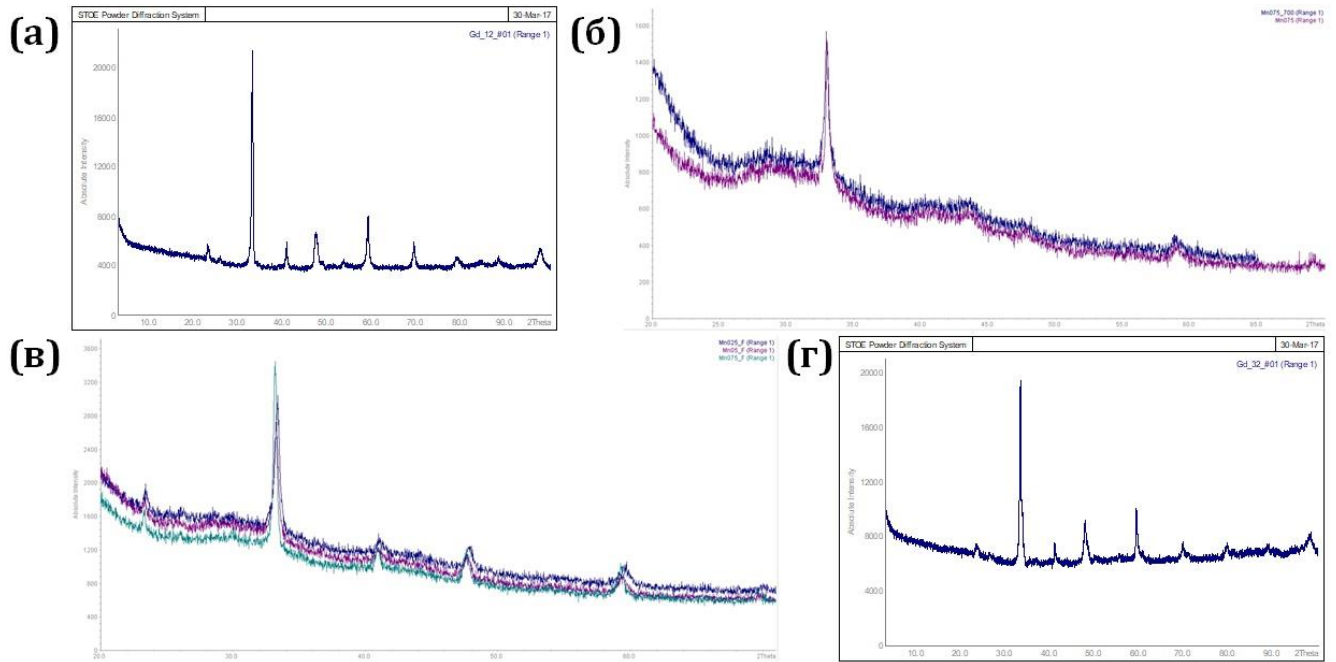 (а)
STOE Powder Diffraction System 30-Mar-17
Gd_12_#01 (Range 1)
Absolute Intensity
20000
16000
12000
8000
4000
0
10.0 20.0 30.0 40.0 50.0 60.0 70.0 80.0 90.0 2Theta
(б)
Mn075_700 (Range 1)
Mn075 (Range 1)
Absolute Intensity
1600
1400
1200
1000
800
600
400
200
0
20.0 25.0 30.0 35.0 40.0 45.0 50.0 55.0 60.0 65.0 2Theta
(в)
Mn025_F (Range 1)
Mn05_F (Range 1)
Mn075_F (Range 1)
Absolute Intensity
3600
3200
2800
2400
2000
1600
1200
800
400
0
20.0 30.0 40.0 50.0 60.0 2Theta
(г)
STOE Powder Diffraction System 30-Mar-17
Gd_32_#01 (Range 1)
Absolute Intensity
20000
16000
12000
8000
4000
0
10.0 20.0 30.0 40.0 50.0 60.0 70.0 80.0 90.0 2Theta